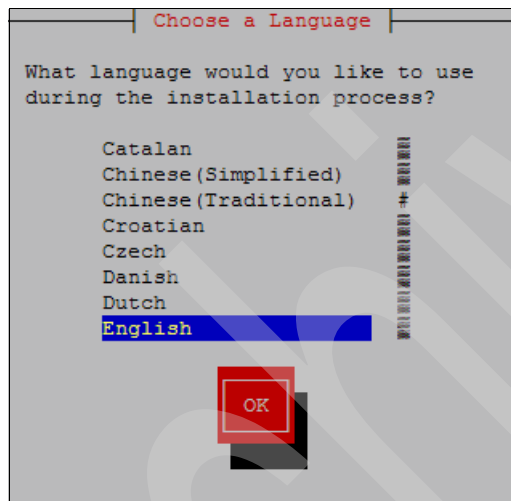 Choose a Language
What language would you like to use
during the installation process?
Catalan
Chinese(Simplified)
Chinese(Traditional) #
Croatian
Czech
Danish
Dutch
English
OK